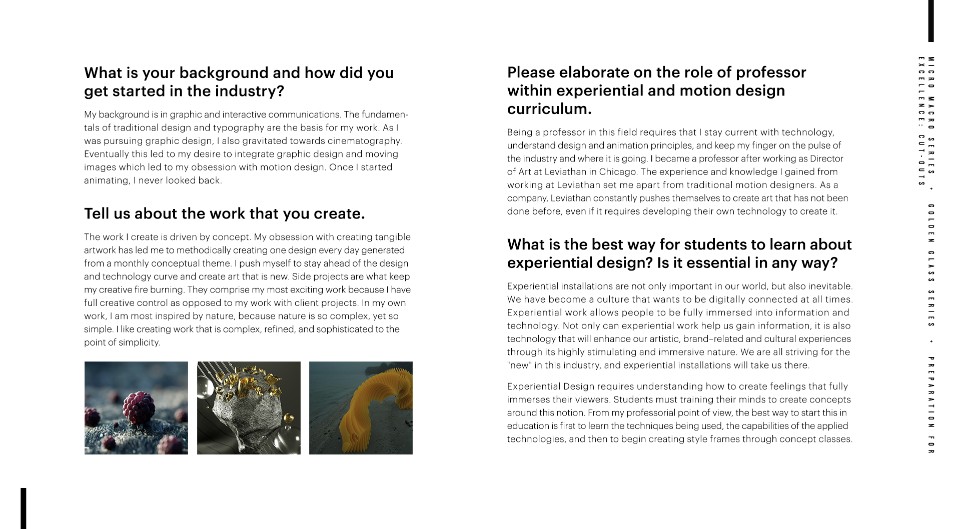 What is your background and how did you
get started in the industry?
My background is in graphic and interactive communications. The fundamen-
tals of traditional design and typography are the basis for my work. As I
was pursuing graphic design, I also gravitated towards cinematography.
Eventually this led to my desire to integrate graphic design and moving
images which led to my obsession with motion design. Once I started
animating, I never looked back.
Tell us about the work that you create.
The work I create is driven by concept. My obsession with creating tangible
artwork has led me to methodically creating one design every day generated
from a monthly conceptual theme. I push myself to stay ahead of the design
and technology curve and create art that is new. Side projects are what keep
my creative fire burning. They comprise my most exciting work because I have
full creative control as opposed to my work with client projects. In my own
work, I am most inspired by nature, because nature is so complex, yet so
simple. I like creating work that is complex, refined, and sophisticated to the
point of simplicity.
Please elaborate on the role of professor
within experiential and motion design
curriculum.
Being a professor in this field requires that I stay current with technology,
understand design and animation principles, and keep my finger on the pulse of
the industry and where it is going. I became a professor after working as Director
of Art at Leviathan in Chicago. The experience and knowledge I gained from
working at Leviathan set me apart from traditional motion designers. As a
company, Leviathan constantly pushes themselves to create art that has not been
done before, even if it requires developing their own technology to create it.
What is the best way for students to learn about
experiential design? Is it essential in any way?
Experiential installations are not only important in our world, but also inevitable.
We have become a culture that wants to be digitally connected at all times.
Experiential work allows people to be fully immersed into information and
technology. Not only can experiential work help us gain information, it is also
technology that will enhance our artistic, brand-related and cultural experiences
through its highly stimulating and immersive nature. We are all striving for the
"new" in this industry, and experiential installations will take us there.
Experiential Design requires understanding how to create feelings that fully
immerses their viewers. Students must training their minds to create concepts
around this notion. From my professorial point of view, the best way to start this in
education is first to learn the techniques being used, the capabilities of the applied
technologies, and then to begin creating style frames through concept classes.
MICRO MACRO SERIES + GOLDEN GLASS SERIES + PREPARATION FOR
EXCELLENCE: CUT-OUTS